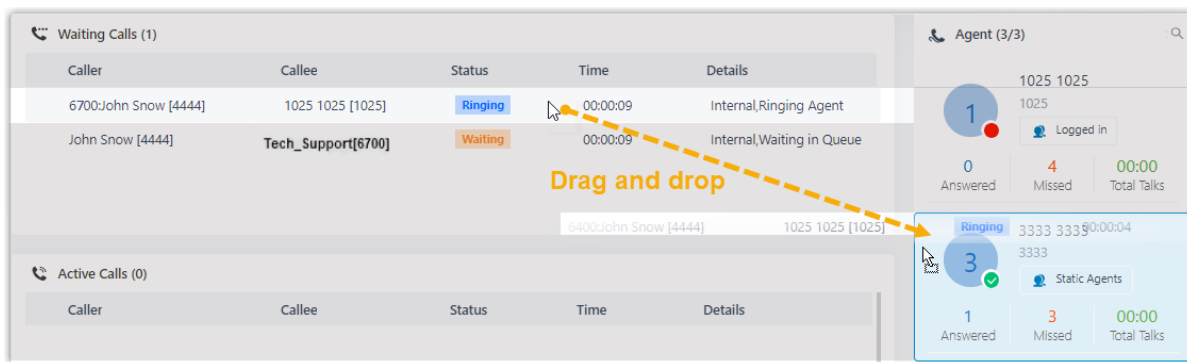 Waiting Calls (1)
Caller Callee Status Time Details
6700:John Snow [4444] 1025 1025 [1025] Ringing 00:00:09 Internal,Ringing Agent
John Snow [4444] Tech_Support[6700] Waiting 00:00:09 Internal,Waiting in Queue
Drag and drop
6400:John Snow [4444] 1025 1025 [1025] Ringing 00:00:04
Active Calls (0)
Caller Callee Status Time Details
Agent (3/3)
1025 1025
1 1025
Logged in
0 4 00:00
Answered Missed Total Talks
3333 3333
3 3333
Static Agents
1 3 00:00
Answered Missed Total Talks